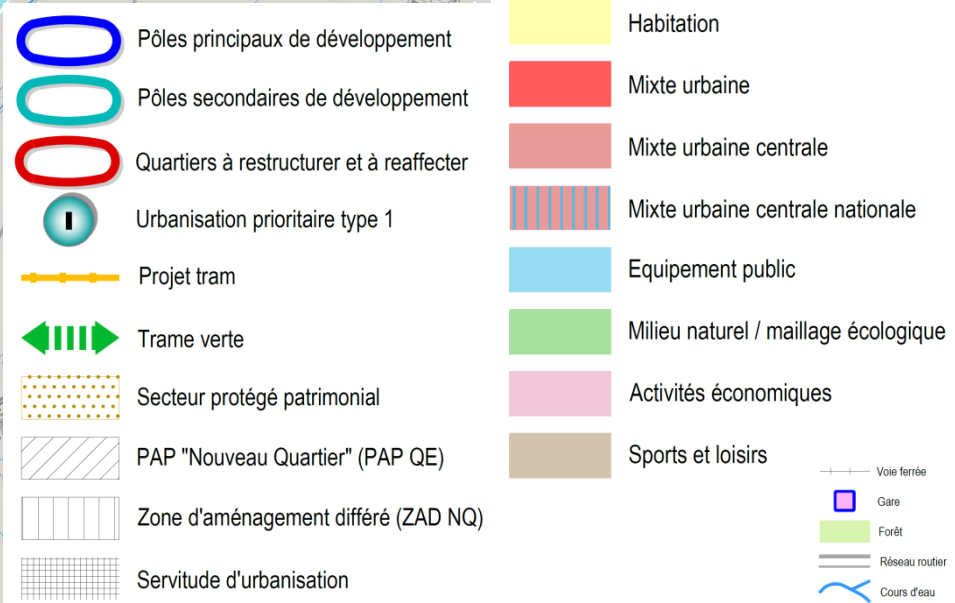 Pôles principaux de développement
Pôles secondaires de développement
Quartiers à restructurer et à reaffecter
I
Urbanisation prioritaire type 1
Projet tram
Trame verte
Secteur protégé patrimonial
PAP "Nouveau Quartier" (PAP QE)
Zone d'aménagement différé (ZAD NQ)
Servitude d'urbanisation
Habitation
Mixte urbaine
Mixte urbaine centrale
Mixte urbaine centrale nationale
Equipement public
Milieu naturel / maillage écologique
Activités économiques
Sports et loisirs
Voie ferrée
Gare
Forêt
Réseau routier
Cours d'eau